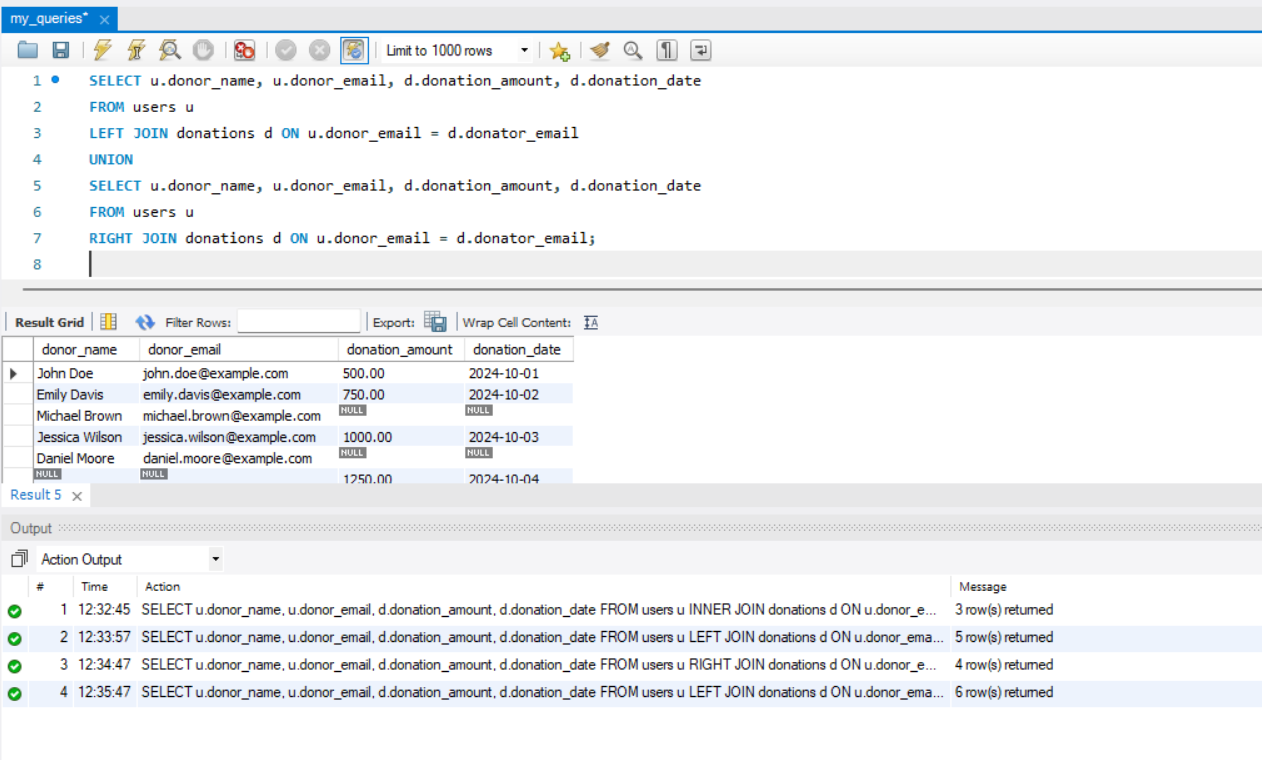 my_queries*
Limit to 1000 rows
1 SELECT u.donor_name, u.donor_email, d.donation_amount, d.donation_date
2 FROM users u
3 LEFT JOIN donations d ON u.donor_email = d.donator_email
4 UNION
5 SELECT u.donor_name, u.donor_email, d.donation_amount, d.donation_date
6 FROM users u
7 RIGHT JOIN donations d ON u.donor_email = d.donator_email;
8
Result Grid Filter Rows: Export: Wrap Cell Content: IA
donor_name donor_email donation_amount donation_date
John Doe john.doe@example.com 500.00 2024-10-01
Emily Davis emily.davis@example.com 750.00 2024-10-02
Michael Brown michael.brown@example.com NULL NULL
Jessica Wilson jessica.wilson@example.com 1000.00 2024-10-03
Daniel Moore daniel.moore@example.com NULL NULL
NULL NULL 1250.00 2024-10-04
Result 5
Output
Action Output
# Time Action Message
1 12:32:45 SELECT u.donor_name, u.donor_email, d.donation_amount, d.donation_date FROM users u INNER JOIN donations d ON u.donor_e... 3 row(s) returned
2 12:33:57 SELECT u.donor_name, u.donor_email, d.donation_amount, d.donation_date FROM users u LEFT JOIN donations d ON u.donor_ema... 5 row(s) returned
3 12:34:47 SELECT u.donor_name, u.donor_email, d.donation_amount, d.donation_date FROM users u RIGHT JOIN donations d ON u.donor_e... 4 row(s) returned
4 12:35:47 SELECT u.donor_name, u.donor_email, d.donation_amount, d.donation_date FROM users u LEFT JOIN donations d ON u.donor_ema... 6 row(s) returned